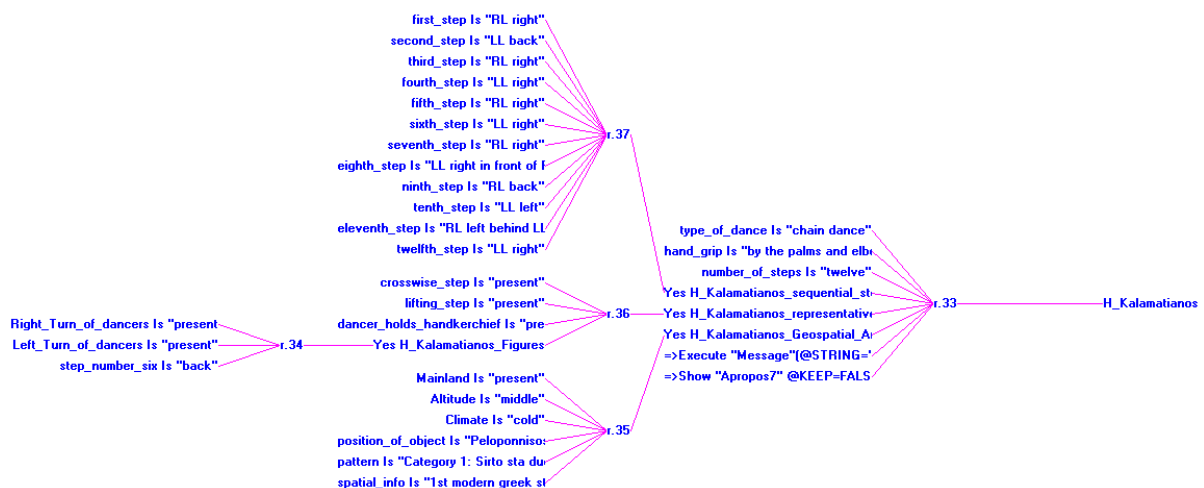 first_step Is "RL right"
second_step Is "LL back"
third_step Is "RL right"
fourth_step Is "LL right"
fifth_step Is "RL right"
sixth_step Is "LL right"
seventh_step Is "RL right"
eighth_step Is "LL right in front of
ninth_step Is "RL back"
tenth_step Is "LL left"
eleventh_step Is "RL left behind LL
twelfth_step Is "LL right"
r.37
crosswise_step Is "present"
lifting_step Is "present"
dancer_holds_handkerchief Is "pre
Yes H_Kalamatianos_Figures
r.36
Right_Turn_of_dancers Is "present
Left_Turn_of_dancers Is "present"
step_number_six Is "back"
r.34
Mainland Is "present"
Altitude Is "middle"
Climate Is "cold"
position_of_object Is "Peloponniso
pattern Is "Category 1: Sirto sta du
spatial_info Is "1st modern greek st
r.35
type_of_dance Is "chain dance"
hand_grip Is "by the palms and elb
number_of_steps Is "twelve"
Yes H_Kalamatianos_sequential_st
Yes H_Kalamatianos_representativ
Yes H_Kalamatianos_Geospatial_A
=>Execute "Message"(@STRING="
=>Show "Apropos7" @KEEP=FALS
r.33
H_Kalamatianos